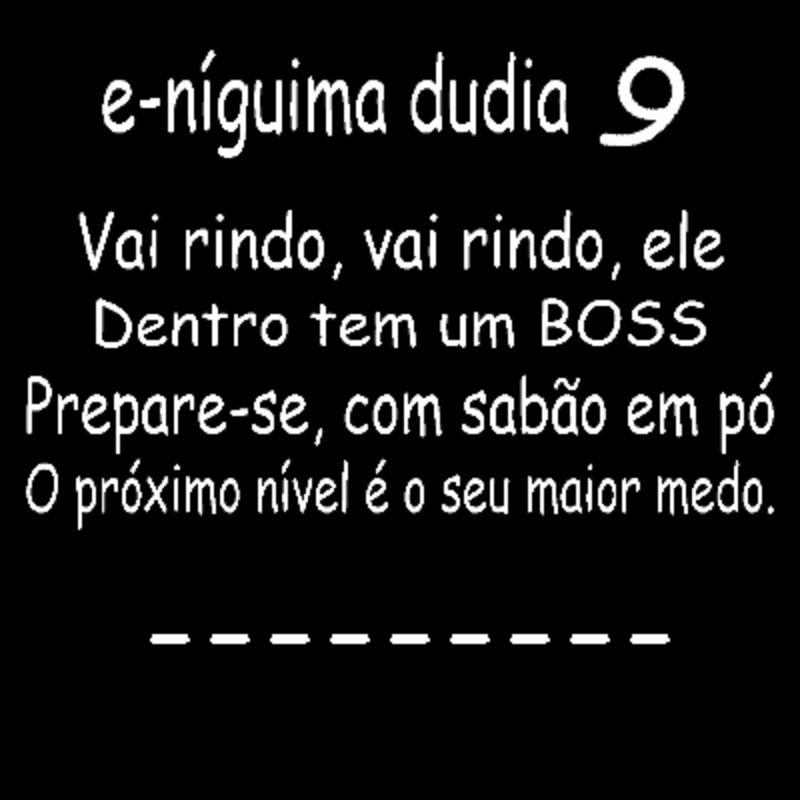 e-níguima dudia 9
Vai rindo, vai rindo, ele
Dentro tem um BOSS
Prepare-se, com sabão em pó
O próximo nível é o seu maior medo.
_ _ _ _ _ _ _ _ _